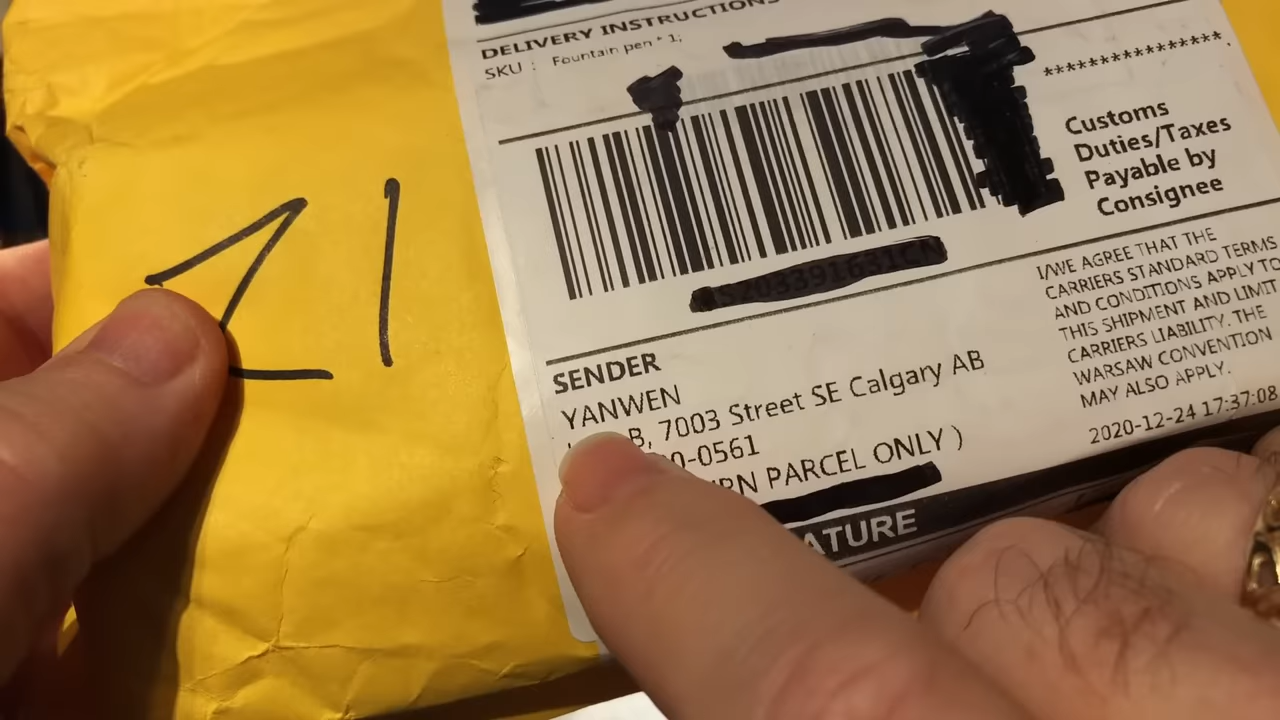 DELIVERY INSTRUCTIONS
SKU : Fountain pen * 1;
****************.
Customs
Duties/Taxes
Payable by
Consignee
21
SENDER
YANWEN
B, 7003 Street SE Calgary AB
0-0561
PARCEL ONLY )
I/WE AGREE THAT THE
CARRIERS STANDARD TERMS
AND CONDITIONS APPLY TO
THIS SHIPMENT AND LIMIT
CARRIERS LIABILITY. THE
WARSAW CONVENTION
MAY ALSO APPLY.
2020-12-24 17:37:08
ATURE